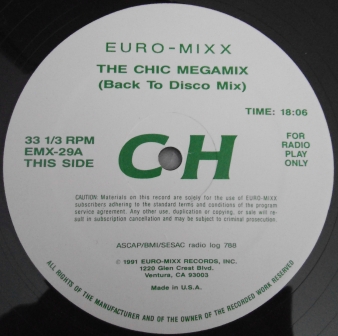 EURO-MIXX
THE CHIC MEGAMIX
(Back To Disco Mix)
TIME: 18:06
33 1/3 RPM
EMX-29A
THIS SIDE
CH
FOR
RADIO
PLAY
ONLY
CAUTION: Materials on this record are solely for the use of EURO-MIXX
subscribers adhering to the standard terms and conditions of the program
service agreement. Any other use, duplication or copying, or sale will re-
sult in subscription cancellation and may be subject to criminal prosecution.
ASCAP/BMI/SESAC radio log 788
© 1991 EURO-MIXX RECORDS, INC.
1220 Glen Crest Blvd.
Ventura, CA 93003
Made in U.S.A.
ALL RIGHTS OF THE MANUFACTURER AND OF THE OWNER OF THE RECORDED WORK RESERVED